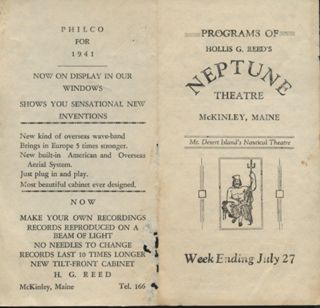 PHILCO
FOR
1941
NOW ON DISPLAY IN OUR
WINDOWS
SHOWS YOU SENSATIONAL NEW
INVENTIONS
New kind of overseas wave-band
Brings in Europe 5 times stronger.
New built-in American and Overseas
Aerial System.
Just plug in and play.
Most beautiful cabinet ever designed.
NOW
MAKE YOUR OWN RECORDINGS
RECORDS REPRODUCED ON A
BEAM OF LIGHT
NO NEEDLES TO CHANGE
RECORDS LAST 10 TIMES LONGER
NEW TILT-FRONT CABINET
H. G. REED
McKinley, Maine Tel. 166
PROGRAMS OF
HOLLIS G. REED'S
NEPTUNE
THEATRE
McKINLEY, MAINE
Mt. Desert Island's Nautical Theatre
Week Ending July 27